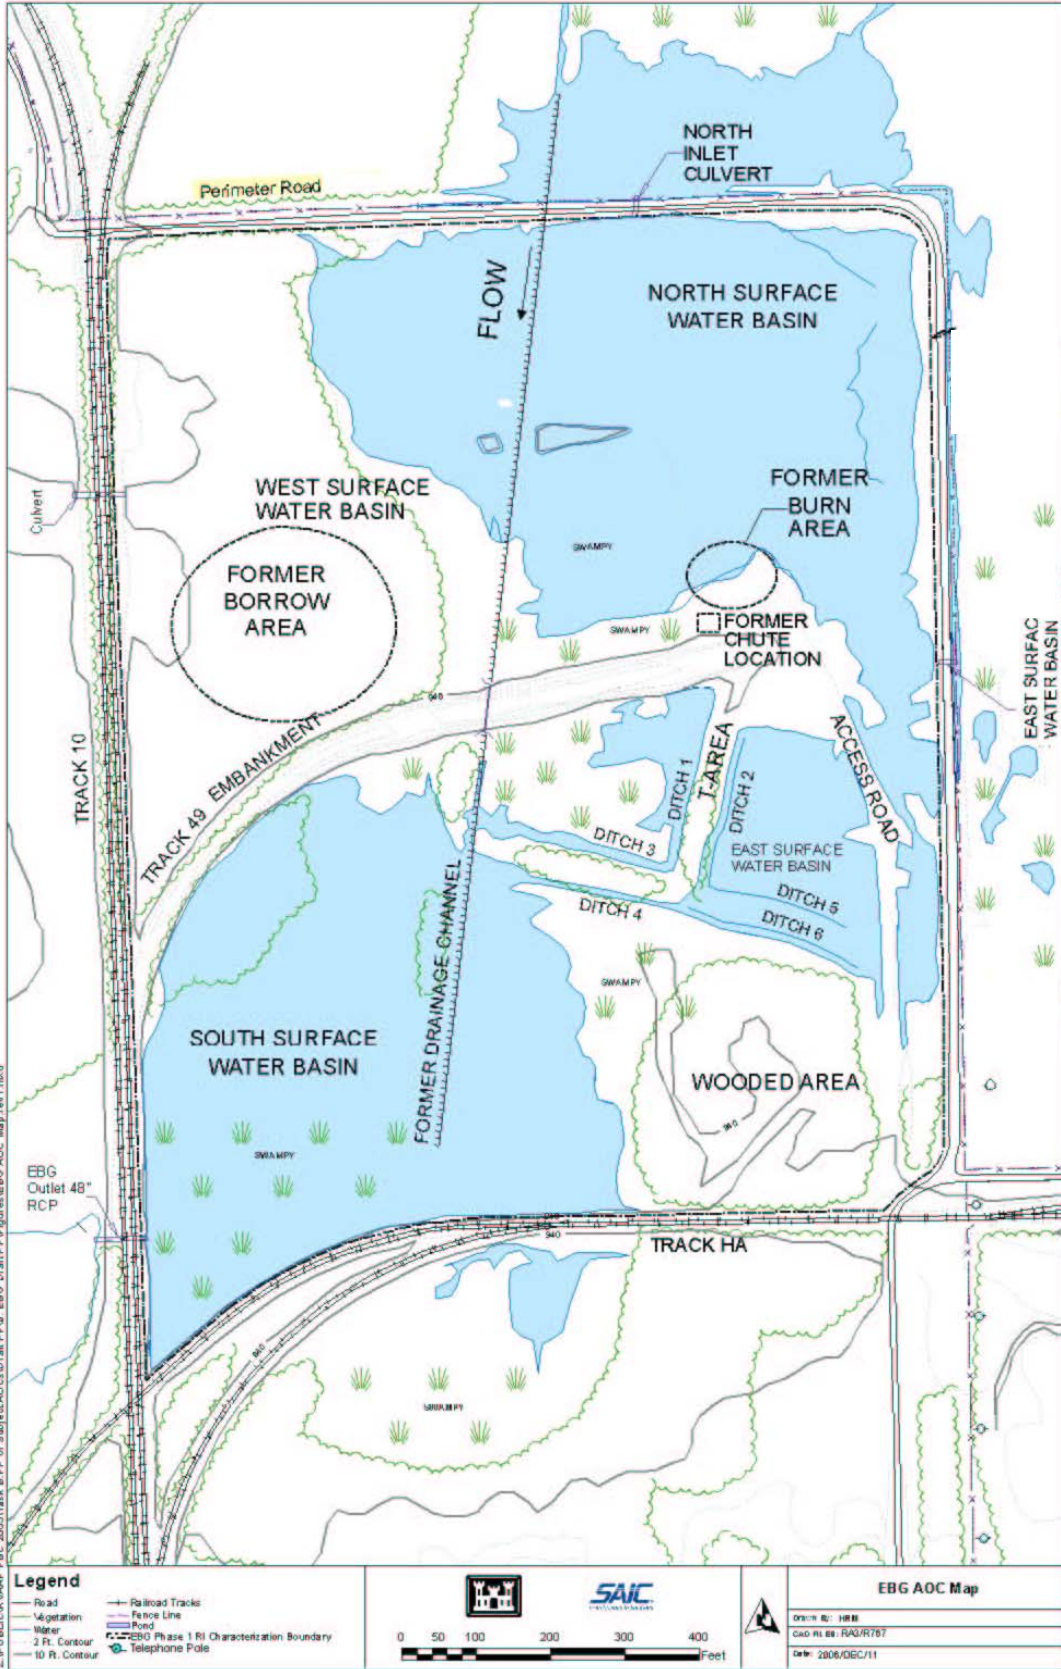 NORTH
INLET
CULVERT
Perimeter Road
FLOW
NORTH SURFACE
WATER BASIN
FORMER
BURN
AREA
WEST SURFACE
WATER BASIN
Culvert
SWAMPY
FORMER
BORROW
AREA
SWAMPY
FORMER
CHUTE
LOCATION
EAST SURFAC
WATER BASIN
TRACK 10
TRACK 49 EMBANKMENT
T-AREA
ACCESS ROAD
DITCH 1
DITCH 2
DITCH 3
EAST SURFACE
WATER BASIN
DITCH 4
DITCH 5
DITCH 6
FORMER DRAINAGE CHANNEL
SWAMPY
SOUTH SURFACE
WATER BASIN
WOODED AREA
SWAMPY
EBG
Outlet 48"
RCP
940
TRACK HA
SWAMPY
Legend
Road
Vegetation
Water
2 Ft. Contour
10 Ft. Contour
Railroad Tracks
Fence Line
Pond
EBG Phase 1 RI Characterization Boundary
Telephone Pole
SAIC
0 50 100 200 300 400
Feet
EBG AOC Map
Date: 2006/DEC/11